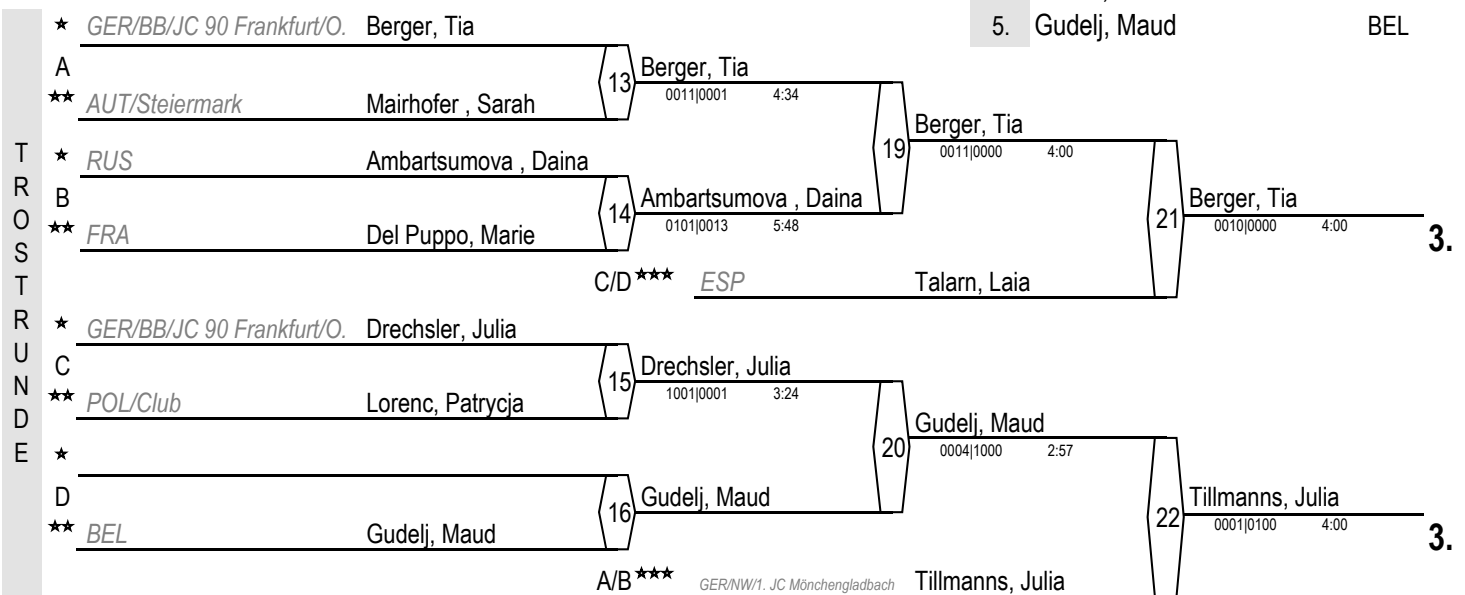 GER/BB/JC 90 Frankfurt/O. Berger, Tia
5. Gudelj, Maud BEL
A
13 Berger, Tia
0011|0001 4:34
AUT/Steiermark Mairhofer , Sarah
Berger, Tia
19 0011|0000 4:00
RUS Ambartsumova , Daina
B
14 Ambartsumova , Daina
0101|0013 5:48
Berger, Tia
21 0010|0000 4:00
3.
FRA Del Puppo, Marie
C/D ESP Talarn, Laia
TROSTRUNDE
GER/BB/JC 90 Frankfurt/O. Drechsler, Julia
C
15 Drechsler, Julia
1001|0001 3:24
POL/Club Lorenc, Patrycja
Gudelj, Maud
20 0004|1000 2:57
D
16 Gudelj, Maud
Tillmanns, Julia
22 0001|0100 4:00
3.
BEL Gudelj, Maud
A/B GER/NW/1. JC Mönchengladbach Tillmanns, Julia